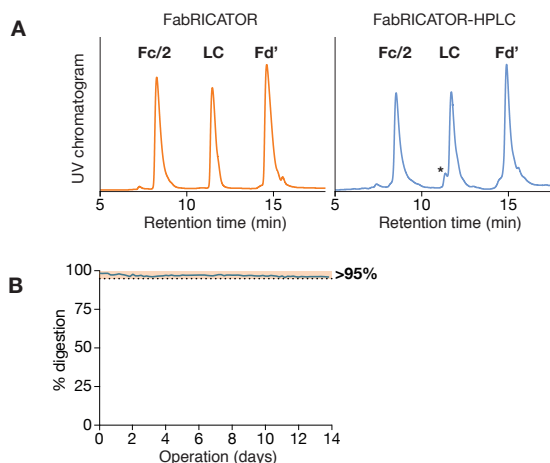 A
FabRICATOR
FabRICATOR-HPLC
Fc/2 LC Fd’
Fc/2 LC Fd’
UV chromatogram
*
5 10 15
5 10 15
Retention time (min)
Retention time (min)
B
100
75
50
25
0
>95%
% digestion
0 2 4 6 8 10 12 14
Operation (days)